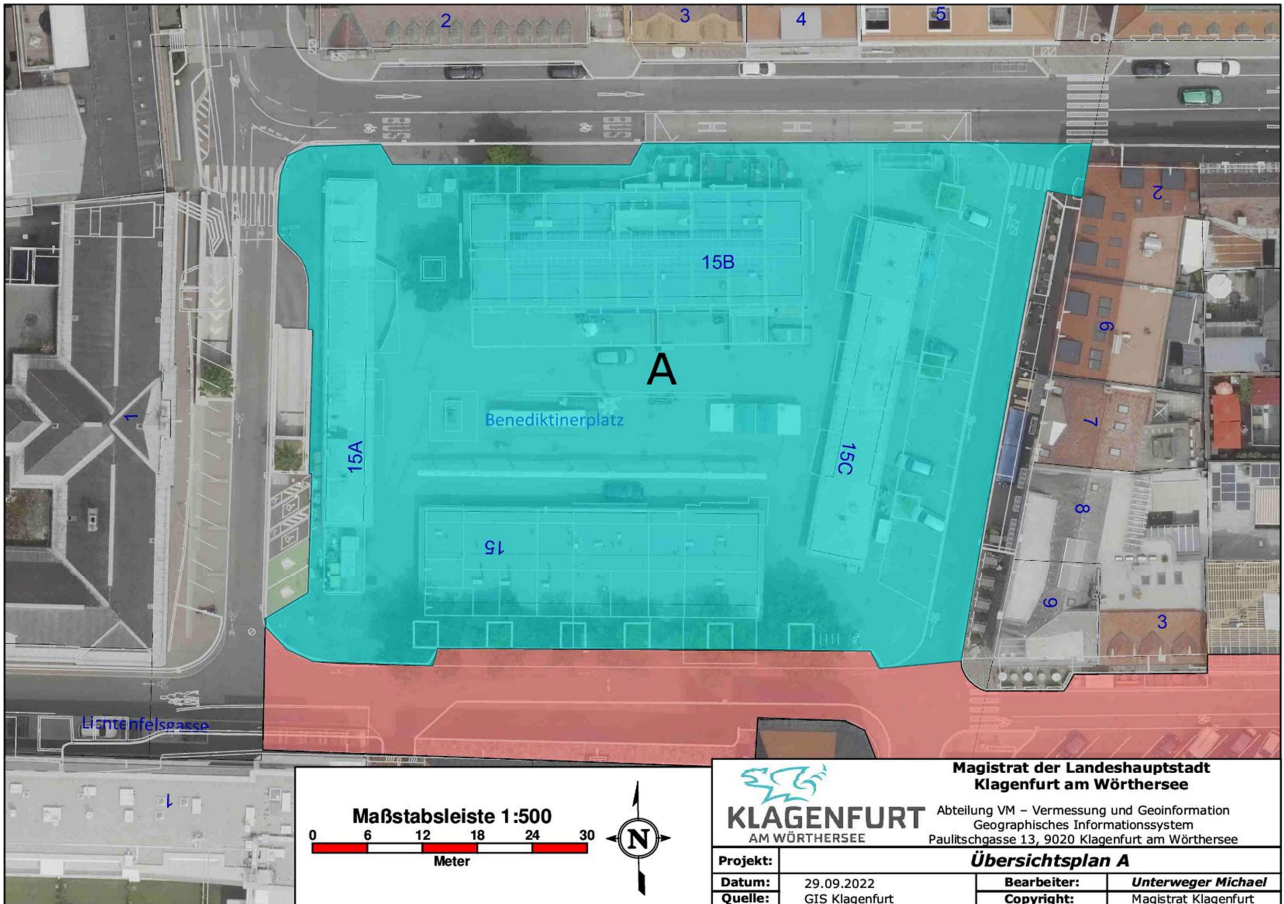 2
3
4
5
BUS
BUS
H
H
2
15B
6
A
1
Benediktinerplatz
7
15A
15C
8
15
9
3
Lichtenfelsgasse
1
Maßstabsleiste 1:500
0 6 12 18 24 30
Meter
N
KLAGENFURT
AM WÖRTHERSEE
Magistrat der Landeshauptstadt
Klagenfurt am Wörthersee
Abteilung VM – Vermessung und Geoinformation
Geographisches Informationssystem
Paulitschgasse 13, 9020 Klagenfurt am Wörthersee
Projekt: Übersichtsplan A
Datum: 29.09.2022 Bearbeiter: Unterweger Michael
Quelle: GIS Klagenfurt Copyright: Magistrat Klagenfurt